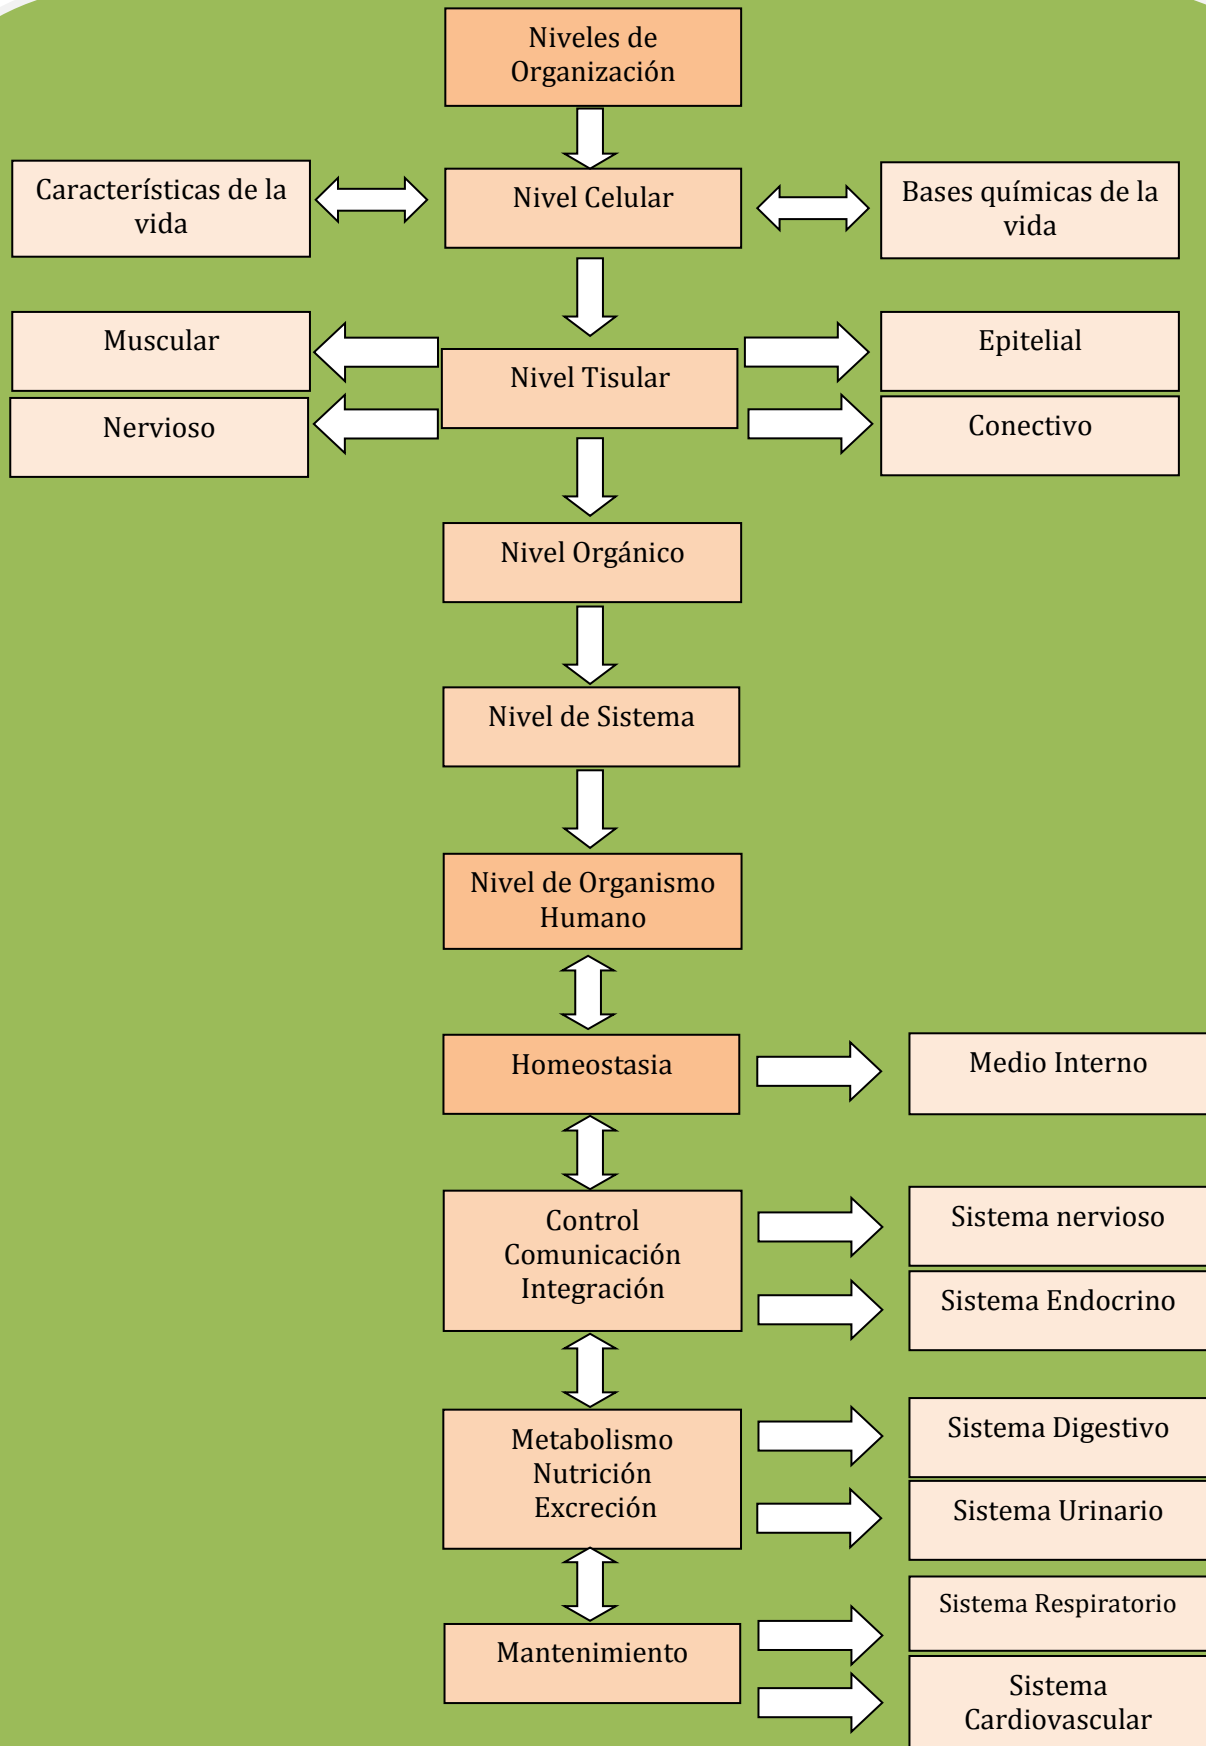 Niveles de
Organización
Características de la
vida
Nivel Celular
Bases químicas de la
vida
Muscular
Nivel Tisular
Epitelial
Nervioso
Conectivo
Nivel Orgánico
Nivel de Sistema
Nivel de Organismo
Humano
Homeostasia
Medio Interno
Control
Comunicación
Integración
Sistema nervioso
Sistema Endocrino
Metabolismo
Nutrición
Excreción
Sistema Digestivo
Sistema Urinario
Mantenimiento
Sistema Respiratorio
Sistema
Cardiovascular